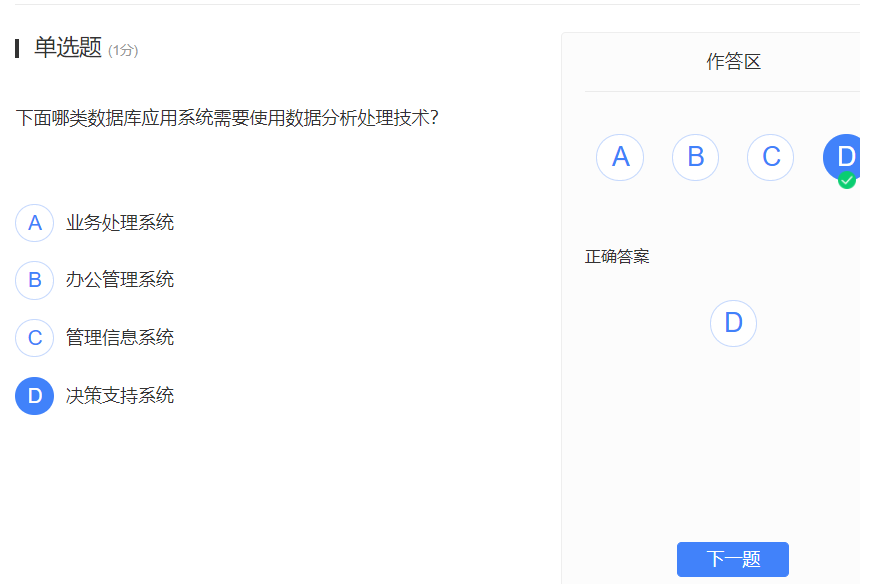 单选题 (1分)
下面哪类数据库应用系统需要使用数据分析处理技术?
A 业务处理系统
B 办公管理系统
C 管理信息系统
D 决策支持系统
作答区
A B C D
正确答案
D
下一题